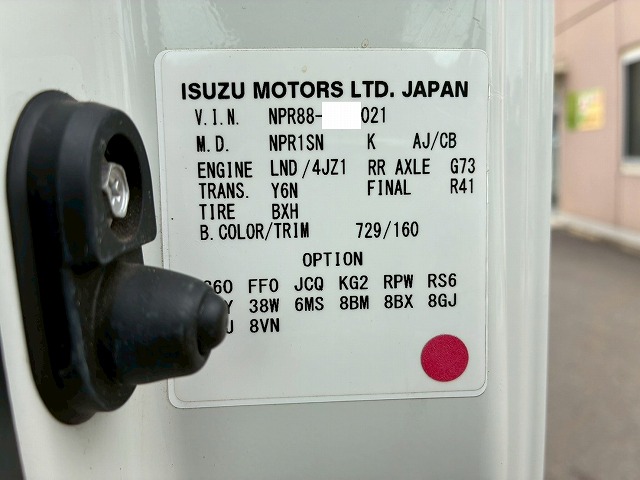 ISUZU MOTORS LTD. JAPAN
V.I.N. NPR88- 021
M.D. NPR1SN K AJ/CB
ENGINE LND/4JZ1 RR AXLE G73
TRANS. Y6N FINAL R41
TIRE BXH
B.COLOR/TRIM 729/160
OPTION
FF0 JCQ KG2 RPW RS6
38W 6MS 8BM 8BX 8GJ
8VN